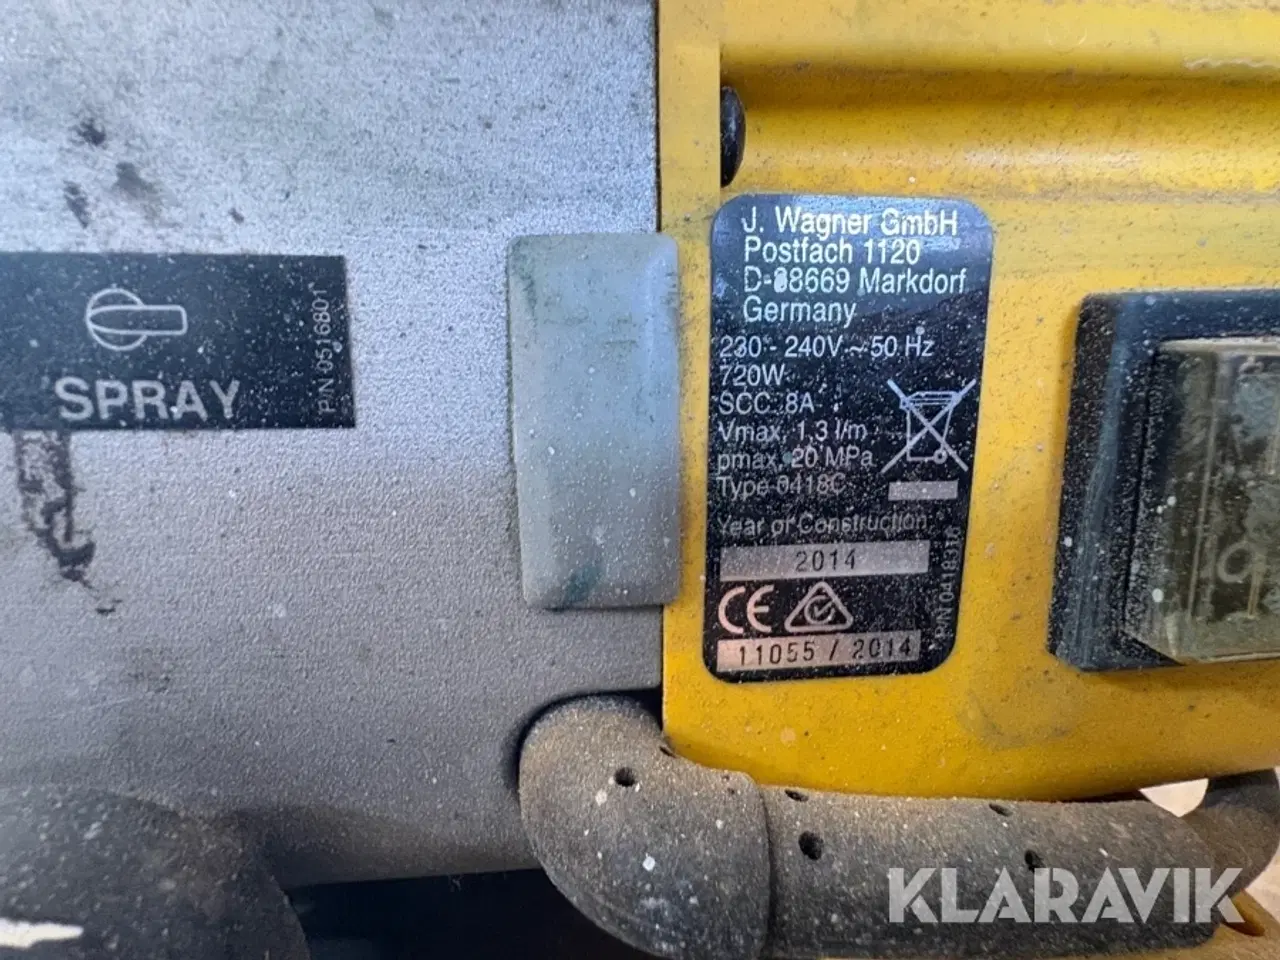 SPRAY
P/N 0516801
J. Wagner GmbH
Postfach 1120
D-88669 Markdorf
Germany
230 - 240V ~ 50 Hz
720W
SCC 8A
Vmax, 1,3 l/m
pmax, 20 MPa
Type 0418C
Year of Construction
2014
CE
11055 / 2014
KLARAVIK